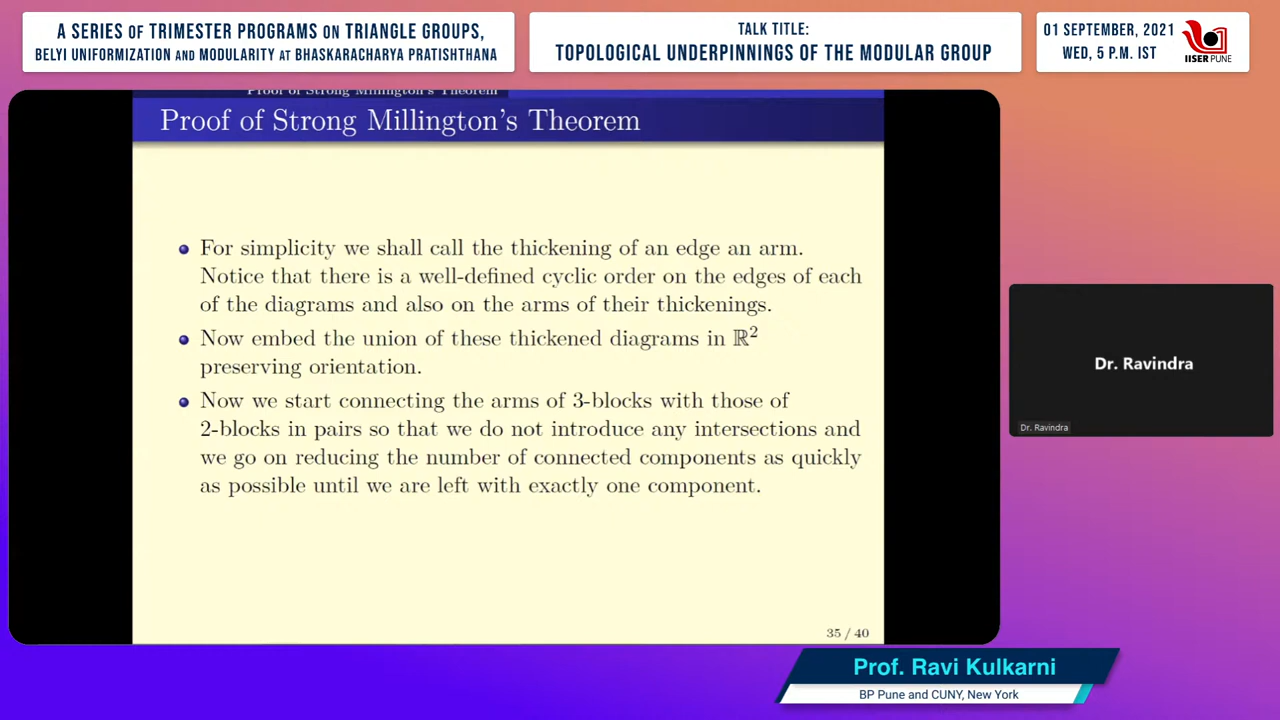 A SERIES OF TRIMESTER PROGRAMS ON TRIANGLE GROUPS,
BELYI UNIFORMIZATION AND MODULARITY AT BHASKARACHARYA PRATISHTHANA
TALK TITLE:
TOPOLOGICAL UNDERPINNINGS OF THE MODULAR GROUP
01 SEPTEMBER, 2021
WED, 5 P.M. IST
IISER PUNE
Proof of Strong Millington's Theorem
Proof of Strong Millington's Theorem
For simplicity we shall call the thickening of an edge an arm.
Notice that there is a well-defined cyclic order on the edges of each
of the diagrams and also on the arms of their thickenings.
Now embed the union of these thickened diagrams in ℝ²
preserving orientation.
Now we start connecting the arms of 3-blocks with those of
2-blocks in pairs so that we do not introduce any intersections and
we go on reducing the number of connected components as quickly
as possible until we are left with exactly one component.
35 / 40
Dr. Ravindra
Dr. Ravindra
Prof. Ravi Kulkarni
BP Pune and CUNY, New York